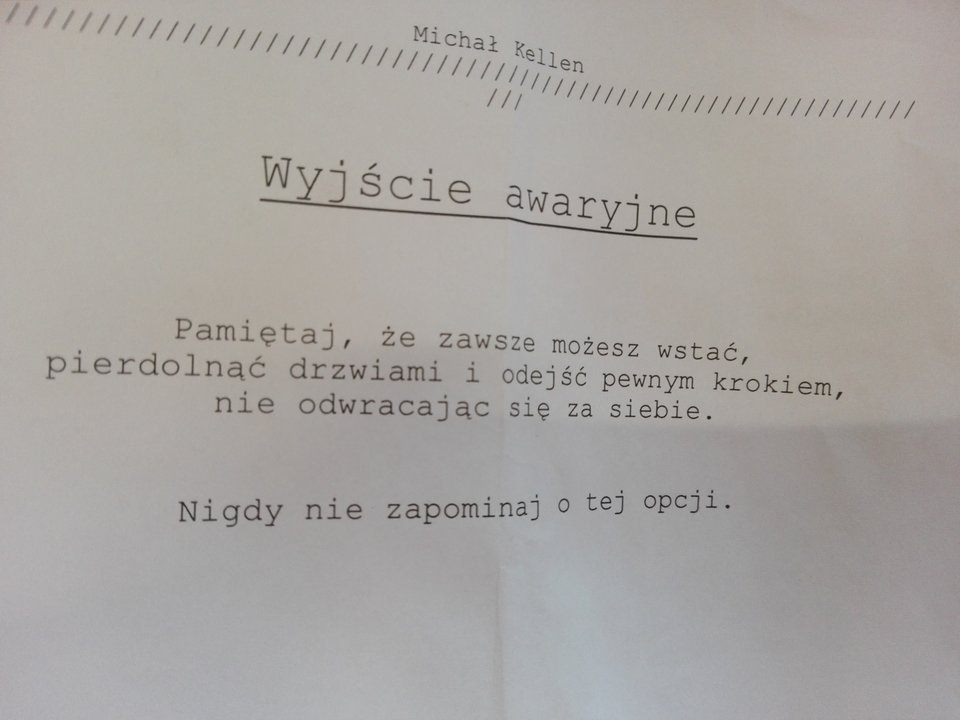 Michał Kellen
////////////////////////////////////////////////////////////////////////
///
Wyjście awaryjne
Pamiętaj, że zawsze możesz wstać,
pierdolnąć drzwiami i odejść pewnym krokiem,
nie odwracając się za siebie.
Nigdy nie zapominaj o tej opcji.